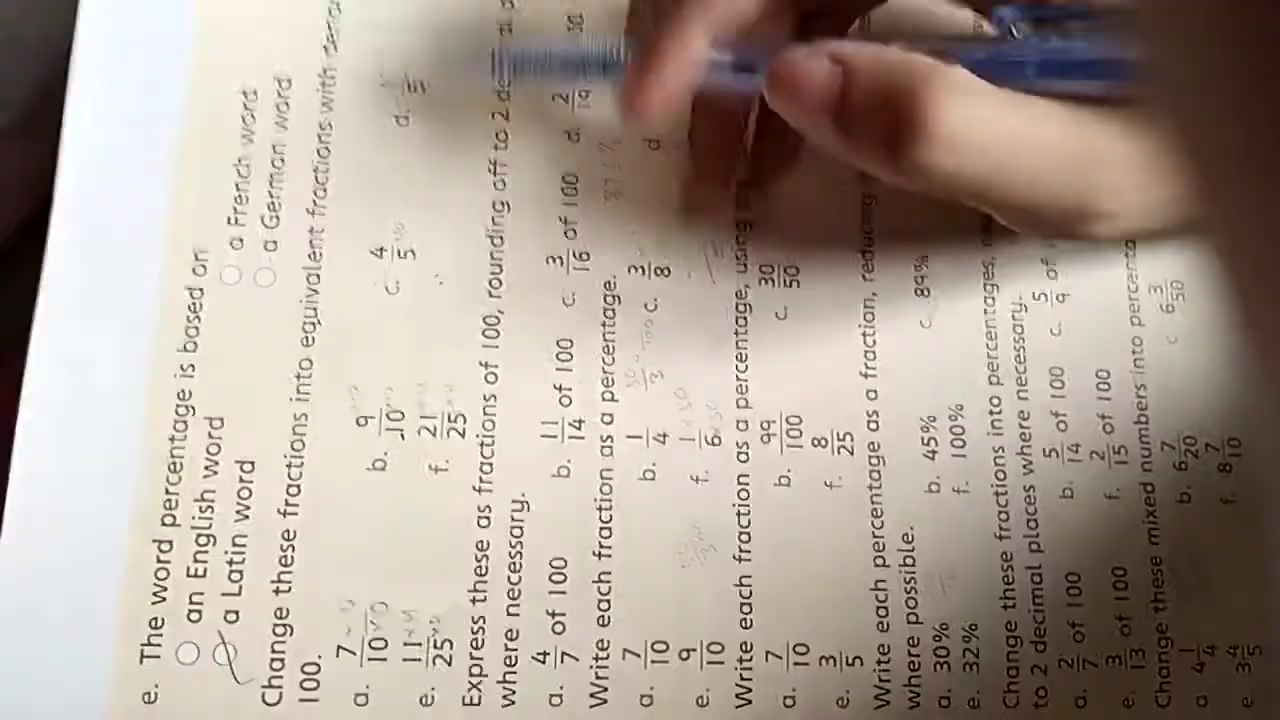 e. The word percentage is based on
an English word a French word
a Latin word a German word
Change these fractions into equivalent fractions with
100.
a. 7/10 b. 9/10 c. 4/5 d.
e. 11/25 f. 21/25
Express these as fractions of 100, rounding off to 2
where necessary.
a. 4/7 of 100 b. 11/14 of 100 c. 3/16 of 100 d. 2/19
Write each fraction as a percentage.
a. 7/10 b. 1/4 c. 3/8 d
e. 9/10 f. 1/6
Write each fraction as a percentage, using
a. 7/10 b. 99/100 c. 30/50
e. 3/5 f. 8/25
Write each percentage as a fraction, reducing
where possible.
a. 30% b. 45% c. 89%
e. 32% f. 100%
Change these fractions into percentages,
to 2 decimal places where necessary.
a. 2/7 of 100 b. 5/14 of 100 c. 5/9 of
e. 3/13 of 100 f. 2/15 of 100
Change these mixed numbers into
a 4 1/4 b. 6 7/20 c 6 3/50
e 3 4/5 f. 8 7/10